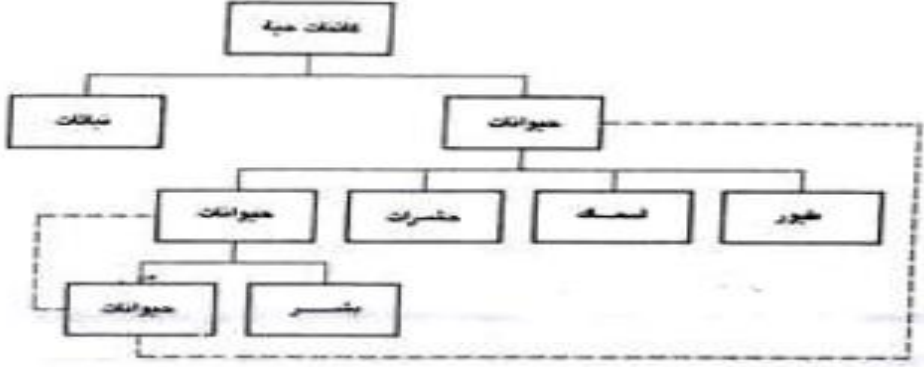 كائنات حية
حيوانات
نباتات
طيور
أسماك
حشرات
حيوانات
بشر
حيوانات